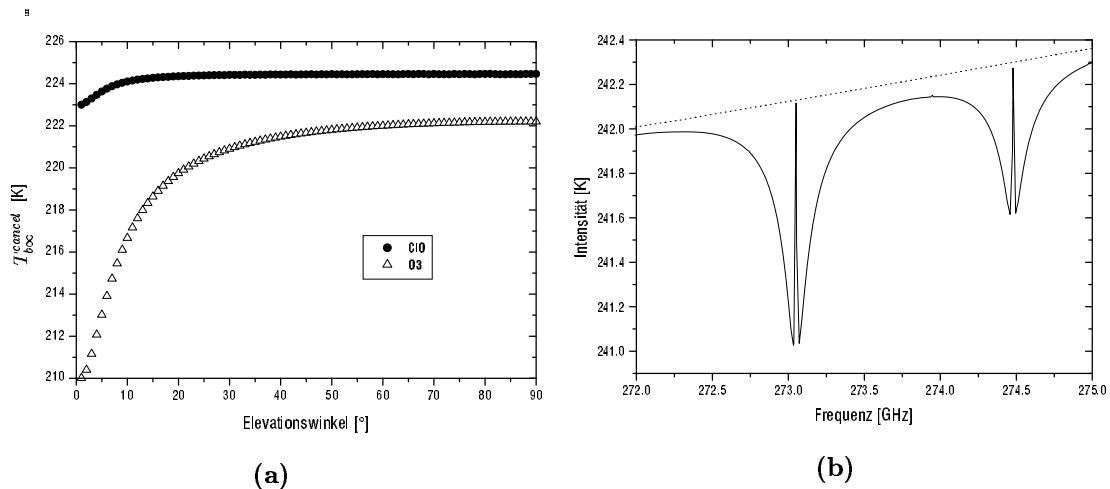 226
224
222
220
218
216
214
212
210
T_boc^cancel [K]
ClO
O3
0 10 20 30 40 50 60 70 80 90
Elevationswinkel [°]
(a)
242.4
242.2
242.0
241.8
241.6
241.4
241.2
241.0
Intensität [K]
272.0 272.5 273.0 273.5 274.0 274.5 275.0
Frequenz [GHz]
(b)